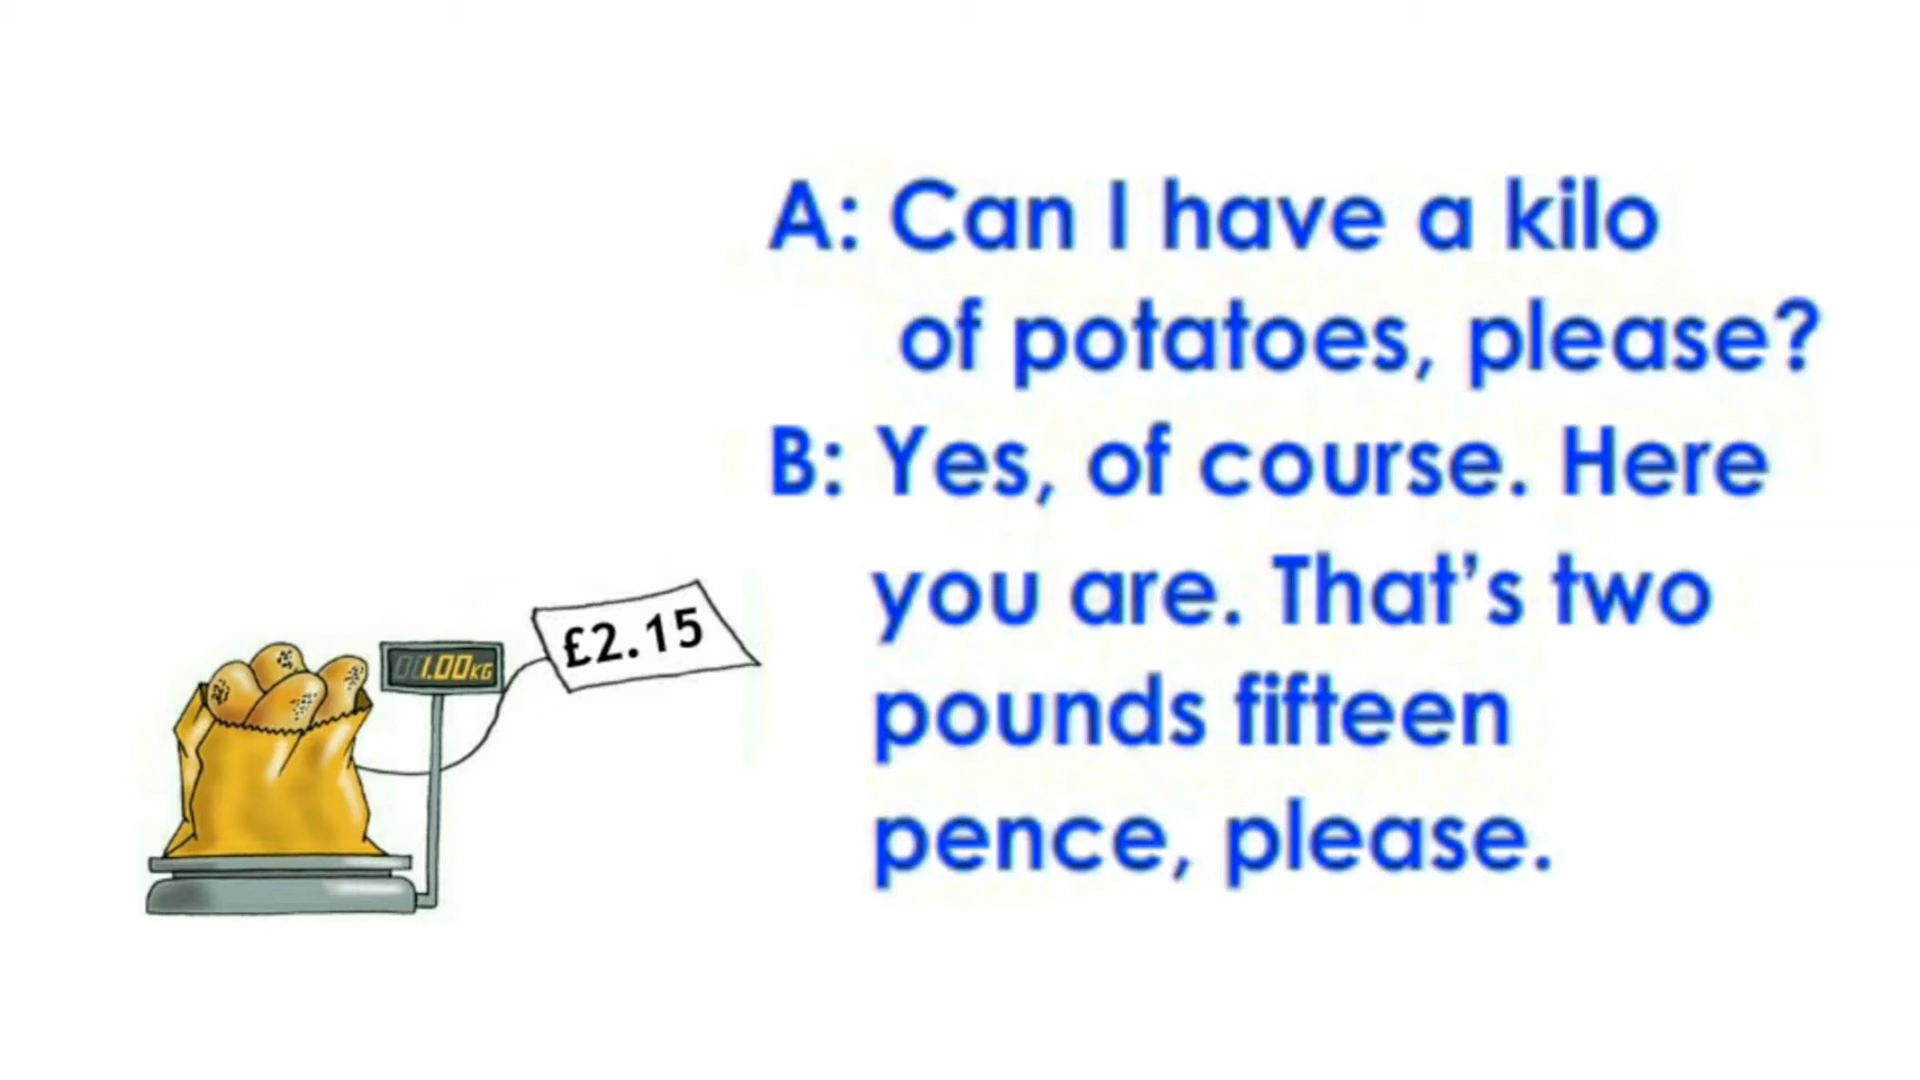 A: Can I have a kilo
of potatoes, please?
B: Yes, of course. Here
you are. That's two
pounds fifteen
pence, please.
£2.15
1.00KG